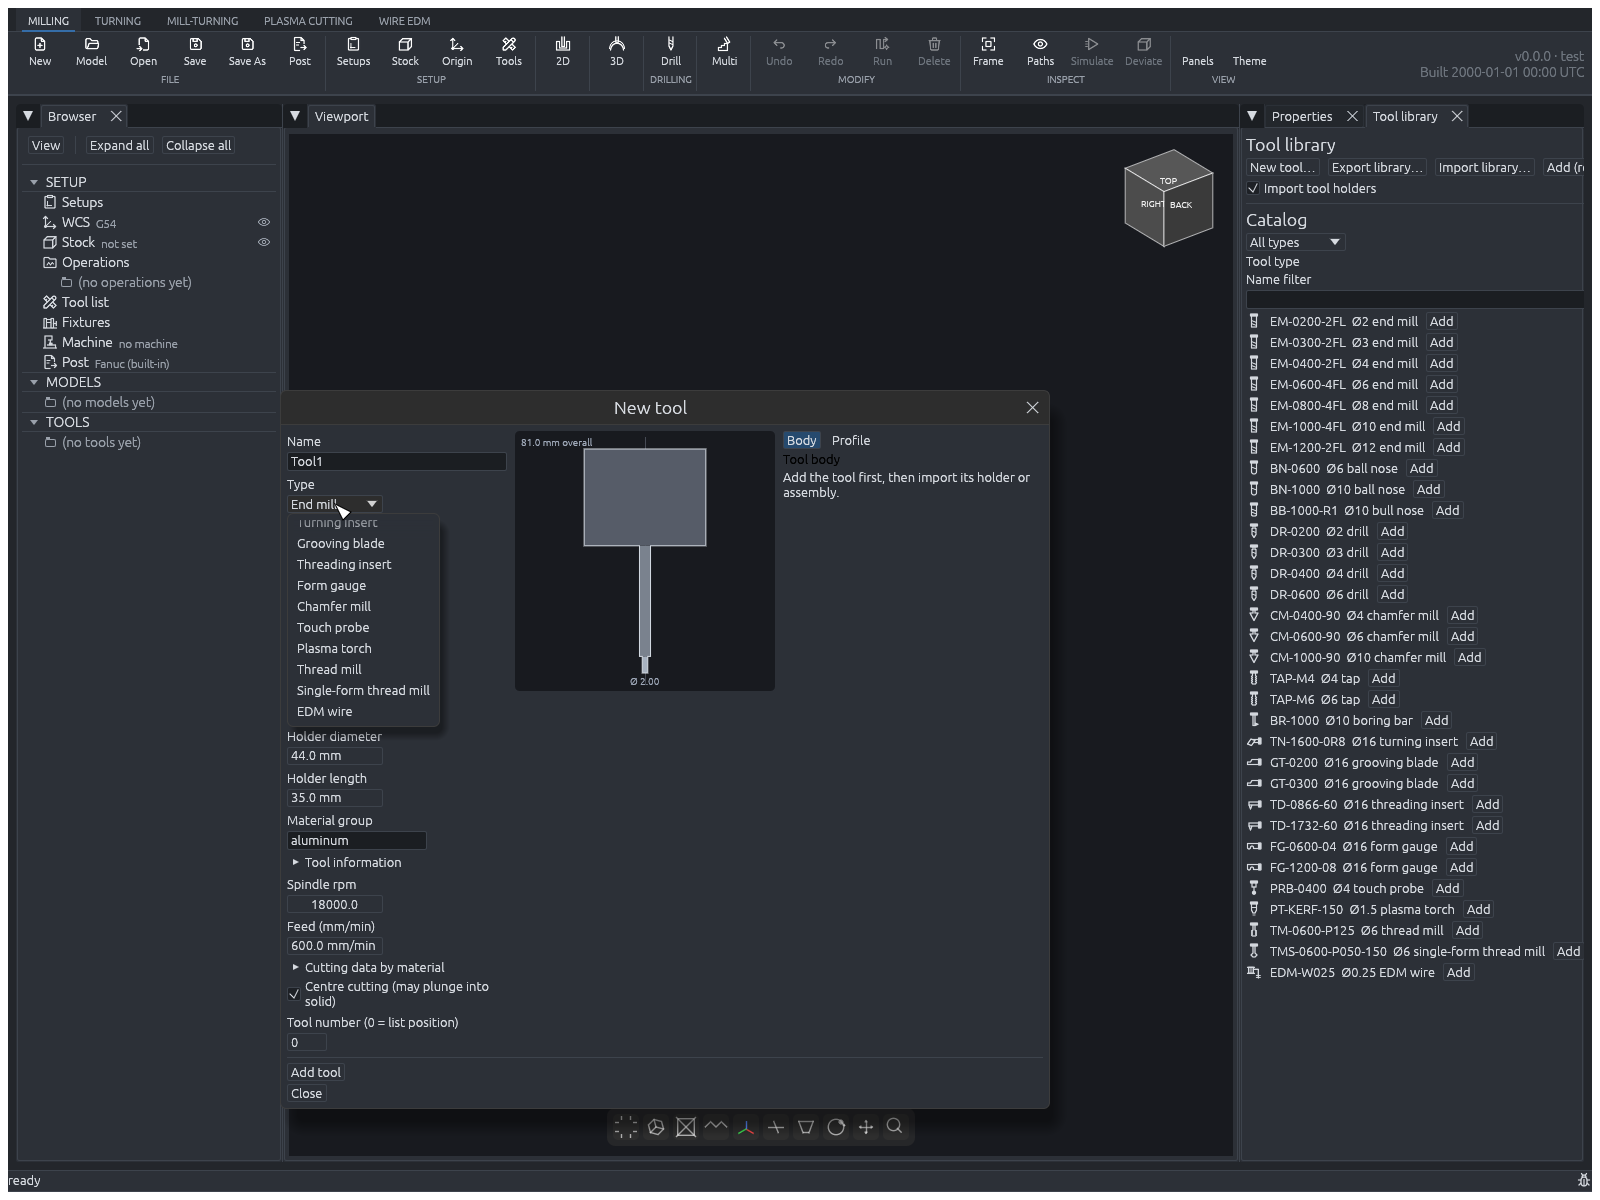 MILLING
TURNING
MILL-TURNING
PLASMA CUTTING
WIRE EDM
New
Model
Open
Save
Save As
Post
FILE
Setups
Stock
Origin
Tools
SETUP
2D
3D
Drill
DRILLING
Multi
Undo
Redo
Run
Delete
MODIFY
Frame
Paths
Simulate
Deviate
INSPECT
Panels
Theme
VIEW
v0.0.0 · test
Built 2000-01-01 00:00 UTC
Browser
View
Expand all
Collapse all
SETUP
Setups
WCS G54
Stock not set
Operations
(no operations yet)
Tool list
Fixtures
Machine no machine
Post Fanuc (built-in)
MODELS
(no models yet)
TOOLS
(no tools yet)
Viewport
TOP
RIGHT
BACK
New tool
Name
Tool1
Type
End mill
Turning insert
Grooving blade
Threading insert
Form gauge
Chamfer mill
Touch probe
Plasma torch
Thread mill
Single-form thread mill
EDM wire
Holder diameter
44.0 mm
Holder length
35.0 mm
Material group
aluminum
Tool information
Spindle rpm
18000.0
Feed (mm/min)
600.0 mm/min
Cutting data by material
Centre cutting (may plunge into
solid)
Tool number (0 = list position)
0
Add tool
Close
81.0 mm overall
Ø 2.00
Body
Profile
Tool body
Add the tool first, then import its holder or
assembly.
Properties
Tool library
Tool library
New tool...
Export library...
Import library...
Add (r
Import tool holders
Catalog
All types
Tool type
Name filter
EM-0200-2FL Ø2 end mill Add
EM-0300-2FL Ø3 end mill Add
EM-0400-2FL Ø4 end mill Add
EM-0600-4FL Ø6 end mill Add
EM-0800-4FL Ø8 end mill Add
EM-1000-4FL Ø10 end mill Add
EM-1200-2FL Ø12 end mill Add
BN-0600 Ø6 ball nose Add
BN-1000 Ø10 ball nose Add
BB-1000-R1 Ø10 bull nose Add
DR-0200 Ø2 drill Add
DR-0300 Ø3 drill Add
DR-0400 Ø4 drill Add
DR-0600 Ø6 drill Add
CM-0400-90 Ø4 chamfer mill Add
CM-0600-90 Ø6 chamfer mill Add
CM-1000-90 Ø10 chamfer mill Add
TAP-M4 Ø4 tap Add
TAP-M6 Ø6 tap Add
BR-1000 Ø10 boring bar Add
TN-1600-0R8 Ø16 turning insert Add
GT-0200 Ø16 grooving blade Add
GT-0300 Ø16 grooving blade Add
TD-0866-60 Ø16 threading insert Add
TD-1732-60 Ø16 threading insert Add
FG-0600-04 Ø16 form gauge Add
FG-1200-08 Ø16 form gauge Add
PRB-0400 Ø4 touch probe Add
PT-KERF-150 Ø1.5 plasma torch Add
TM-0600-P125 Ø6 thread mill Add
TMS-0600-P050-150 Ø6 single-form thread mill Add
EDM-W025 Ø0.25 EDM wire Add
ready